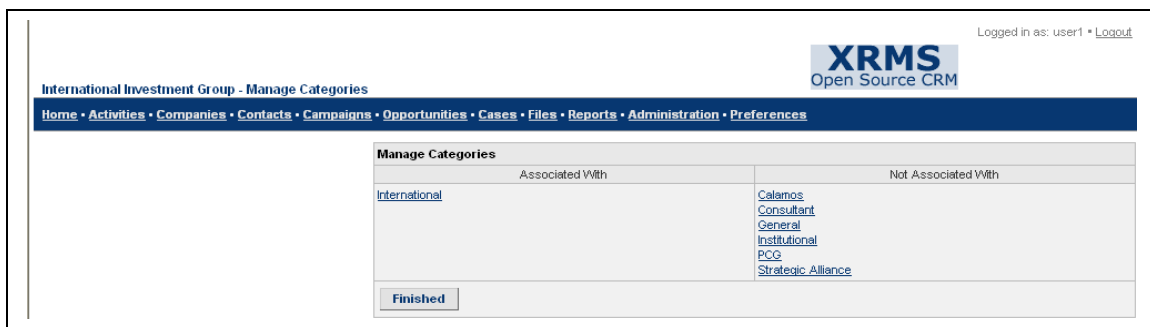 Logged in as: user1 • Logout
XRMS
Open Source CRM
International Investment Group - Manage Categories
Home • Activities • Companies • Contacts • Campaigns • Opportunities • Cases • Files • Reports • Administration • Preferences
Manage Categories
Associated With
Not Associated With
International
Calamos
Consultant
General
Institutional
PCG
Strategic Alliance
Finished